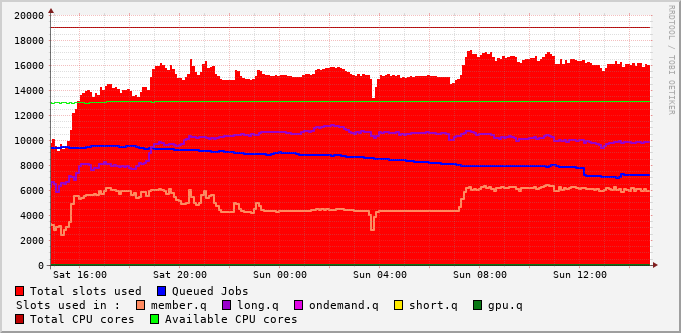 RRDTOOL / TOBI OETIKER
20000
18000
16000
14000
12000
10000
8000
6000
4000
2000
0
Sat 16:00 Sat 20:00 Sun 00:00 Sun 04:00 Sun 08:00 Sun 12:00
Total slots used Queued Jobs
Slots used in : member.q long.q ondemand.q short.q gpu.q
Total CPU cores Available CPU cores